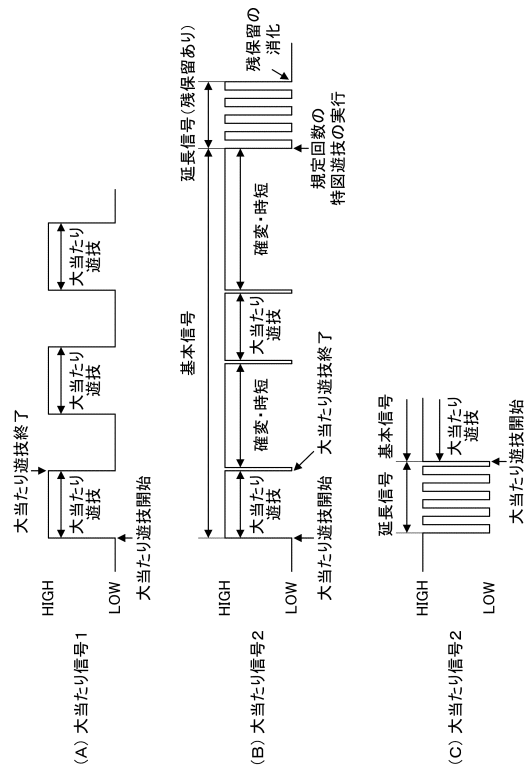 (A)大当たり信号1
HIGH
LOW
大当たり遊技終了
大当たり
遊技
大当たり
遊技
大当たり
遊技
大当たり遊技開始
(B)大当たり信号2
HIGH
LOW
基本信号
延長信号(残保留あり)
大当たり
遊技
確変・時短
大当たり
遊技
確変・時短
大当たり遊技開始
大当たり遊技終了
規定回数の
特図遊技の実行
残保留の
消化
(C)大当たり信号2
HIGH
LOW
延長信号
基本信号
大当たり
遊技
大当たり遊技開始